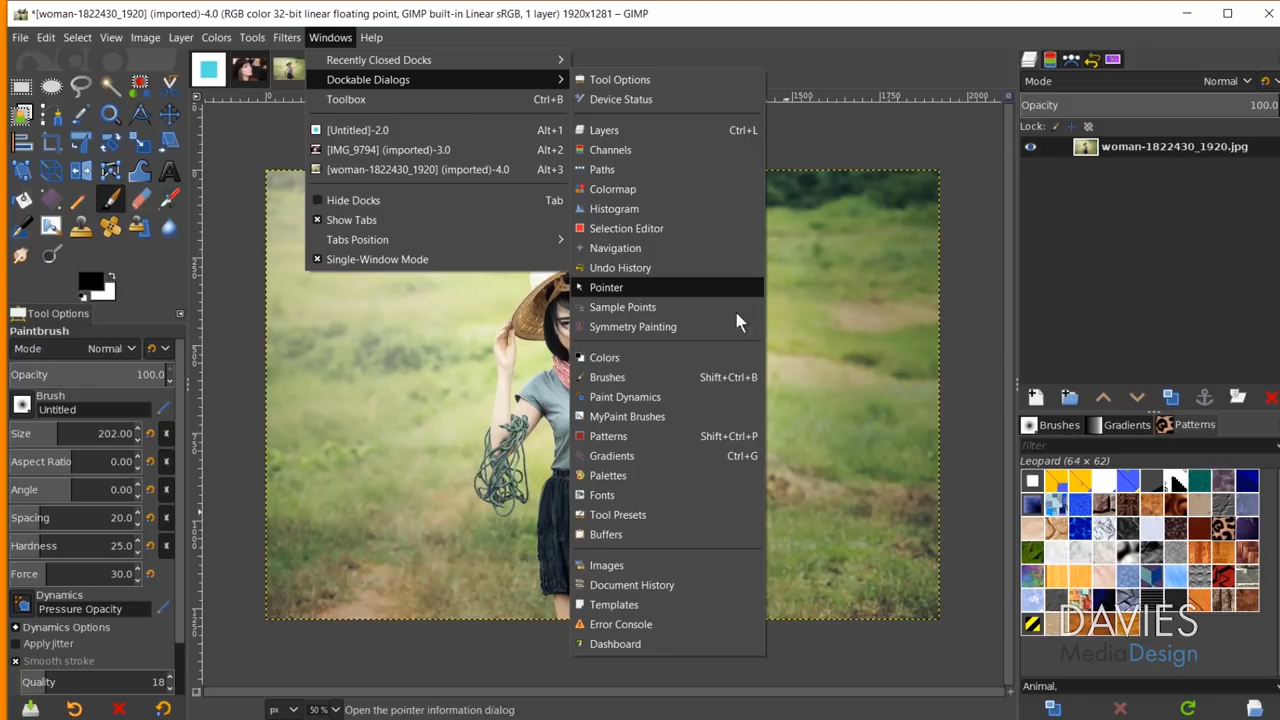 *[woman-1822430_1920] (imported)-4.0 (RGB color 32-bit linear floating point, GIMP built-in Linear sRGB, 1 layer) 1920x1281 – GIMP
File Edit Select View Image Layer Colors Tools Filters Windows Help
Recently Closed Docks
Dockable Dialogs
Toolbox Ctrl+B
[Untitled]-2.0 Alt+1
[IMG_9794] (imported)-3.0 Alt+2
[woman-1822430_1920] (imported)-4.0 Alt+3
Hide Docks Tab
Show Tabs
Tabs Position
Single-Window Mode
Tool Options
Device Status
Layers Ctrl+L
Channels
Paths
Colormap
Histogram
Selection Editor
Navigation
Undo History
Pointer
Sample Points
Symmetry Painting
Colors
Brushes Shift+Ctrl+B
Paint Dynamics
MyPaint Brushes
Patterns Shift+Ctrl+P
Gradients Ctrl+G
Palettes
Fonts
Tool Presets
Buffers
Images
Document History
Templates
Error Console
Dashboard
0 1500 1750 2000
0
250
500
750
1000
1250
Tool Options
Paintbrush
Mode Normal
Opacity 100.0
Brush
Untitled
Size 202.00
Aspect Ratio 0.00
Angle 0.00
Spacing 20.0
Hardness 25.0
Force 30.0
Dynamics
Pressure Opacity
Dynamics Options
Apply Jitter
Smooth stroke
Quality 18
px 50% Open the pointer information dialog
Mode Normal
Opacity 100.0
Lock:
woman-1822430_1920.jpg
Brushes Gradients Patterns
filter
Leopard (64 × 62)
DAVIES
MediaDesign
Animal,